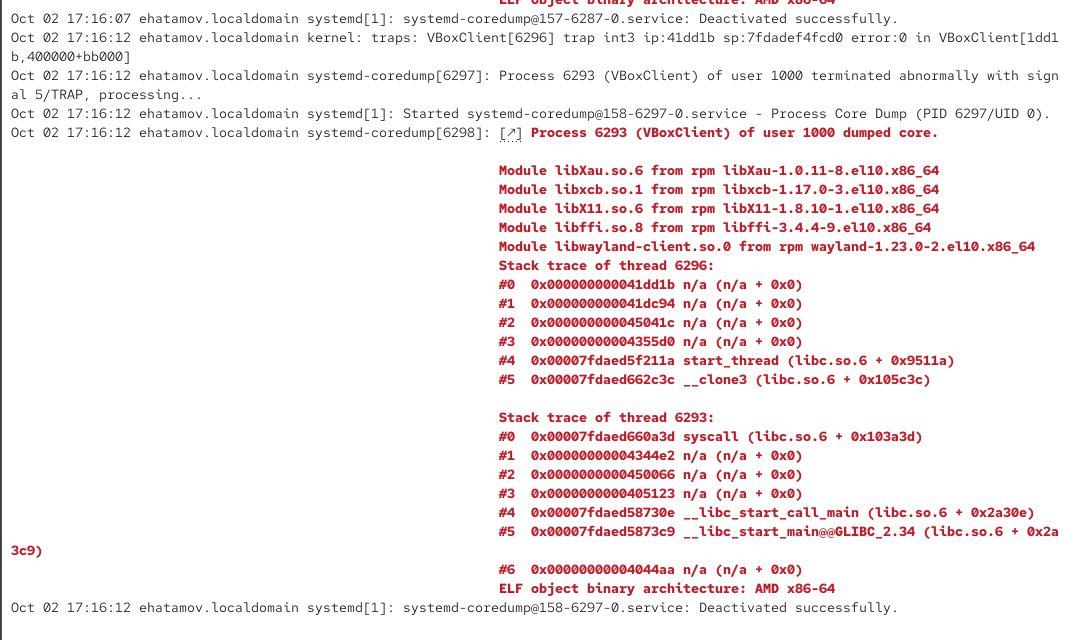 ELF object binary architecture: AMD x86-64
Oct 02 17:16:07 ehatamov.localdomain systemd[1]: systemd-coredump@157-6287-0.service: Deactivated successfully.
Oct 02 17:16:12 ehatamov.localdomain kernel: traps: VBoxClient[6296] trap int3 ip:41dd1b sp:7fdadef4fcd0 error:0 in VBoxClient[1dd1
b,400000+bb000]
Oct 02 17:16:12 ehatamov.localdomain systemd-coredump[6297]: Process 6293 (VBoxClient) of user 1000 terminated abnormally with sign
al 5/TRAP, processing...
Oct 02 17:16:12 ehatamov.localdomain systemd[1]: Started systemd-coredump@158-6297-0.service - Process Core Dump (PID 6297/UID 0).
Oct 02 17:16:12 ehatamov.localdomain systemd-coredump[6298]: [↗] Process 6293 (VBoxClient) of user 1000 dumped core.
Module libXau.so.6 from rpm libXau-1.0.11-8.el10.x86_64
Module libxcb.so.1 from rpm libxcb-1.17.0-3.el10.x86_64
Module libX11.so.6 from rpm libX11-1.8.10-1.el10.x86_64
Module libffi.so.8 from rpm libffi-3.4.4-9.el10.x86_64
Module libwayland-client.so.0 from rpm wayland-1.23.0-2.el10.x86_64
Stack trace of thread 6296:
#0  0x000000000041dd1b n/a (n/a + 0x0)
#1  0x000000000041dc94 n/a (n/a + 0x0)
#2  0x000000000045041c n/a (n/a + 0x0)
#3  0x00000000004355d0 n/a (n/a + 0x0)
#4  0x00007fdaed5f211a start_thread (libc.so.6 + 0x9511a)
#5  0x00007fdaed662c3c __clone3 (libc.so.6 + 0x105c3c)
Stack trace of thread 6293:
#0  0x00007fdaed660a3d syscall (libc.so.6 + 0x103a3d)
#1  0x00000000004344e2 n/a (n/a + 0x0)
#2  0x0000000000450066 n/a (n/a + 0x0)
#3  0x0000000000405123 n/a (n/a + 0x0)
#4  0x00007fdaed58730e __libc_start_call_main (libc.so.6 + 0x2a30e)
#5  0x00007fdaed5873c9 __libc_start_main@@GLIBC_2.34 (libc.so.6 + 0x2a
3c9)
#6  0x00000000004044aa n/a (n/a + 0x0)
ELF object binary architecture: AMD x86-64
Oct 02 17:16:12 ehatamov.localdomain systemd[1]: systemd-coredump@158-6297-0.service: Deactivated successfully.